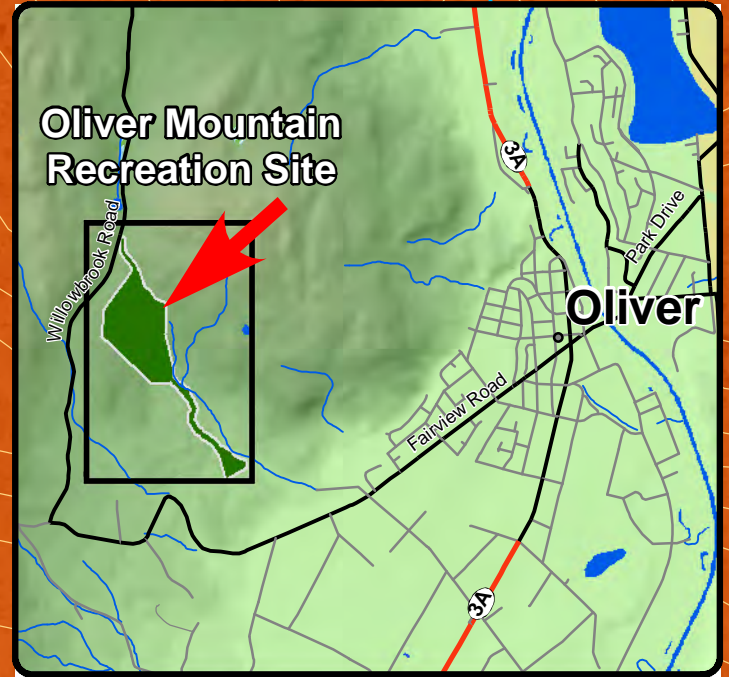 Oliver Mountain
Recreation Site
3A
Willowbrook Road
Park Drive
Oliver
Fairview Road
3A